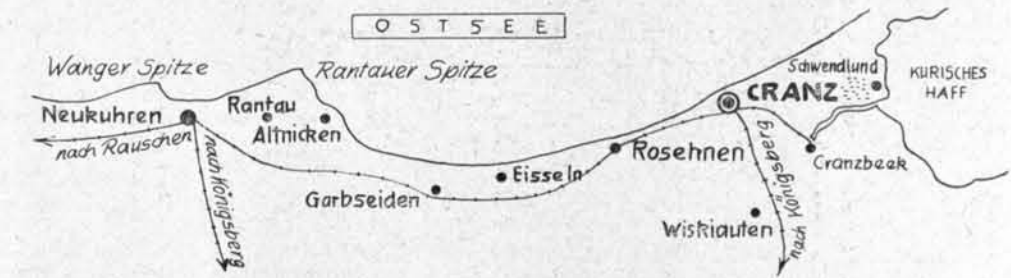 OSTSEE
Wanger Spitze
Rantauer Spitze
Schwendlund
KURISCHES
HAFF
CRANZ
Neukuhren
Rantau
Altnicken
nach Rauschen
nach Königsberg
Garbseiden
Eisseln
Rosehnen
nach Königsberg
Cranzbeek
Wiskiauten